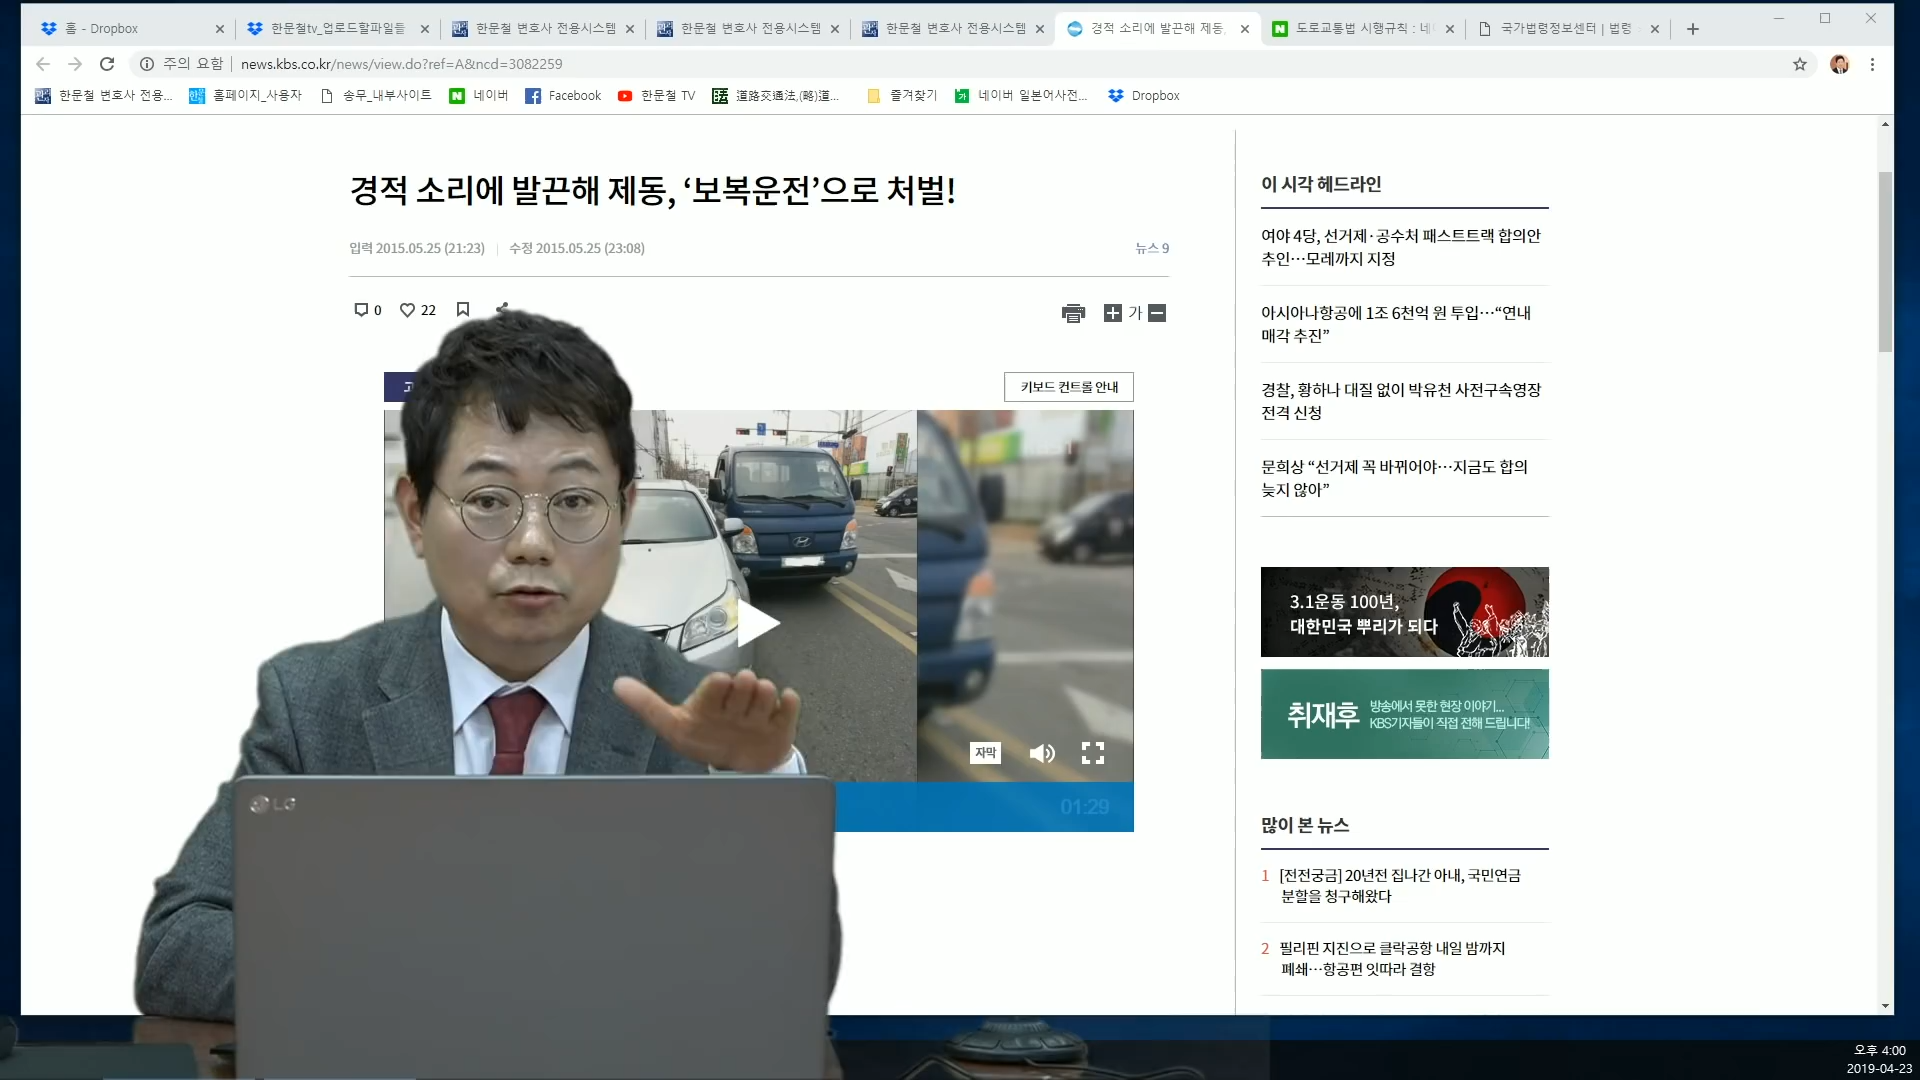 홈 - Dropbox
한문철tv_업로드할파일들
한문철 변호사 전용시스템
한문철 변호사 전용시스템
한문철 변호사 전용시스템
경적 소리에 발끈해 제동,
도로교통법 시행규칙 : 네
국가법령정보센터 | 법령
주의 요함
news.kbs.co.kr/news/view.do?ref=A&ncd=3082259
한문철 변호사 전용...
홈페이지_사용자
송무_내부사이트
네이버
Facebook
한문철 TV
道路交通法,(略)道...
즐겨찾기
네이버 일본어사전...
Dropbox
경적 소리에 발끈해 제동, ‘보복운전’으로 처벌!
입력 2015.05.25 (21:23)
수정 2015.05.25 (23:08)
뉴스 9
0
22
가
키보드 컨트롤 안내
자막
01:29
LG
이 시각 헤드라인
여야 4당, 선거제·공수처 패스트트랙 합의안
추인…모레까지 지정
아시아나항공에 1조 6천억 원 투입…“연내
매각 추진”
경찰, 황하나 대질 없이 박유천 사전구속영장
전격 신청
문희상 “선거제 꼭 바뀌어야…지금도 합의
늦지 않아”
3.1운동 100년,
대한민국 뿌리가 되다
취재후
방송에서 못한 현장 이야기...
KBS기자들이 직접 전해 드립니다!
많이 본 뉴스
1 [전전궁금] 20년전 집나간 아내, 국민연금
분할을 청구해왔다
2 필리핀 지진으로 클락공항 내일 밤까지
폐쇄…항공편 잇따라 결항
오후 4:00
2019-04-23